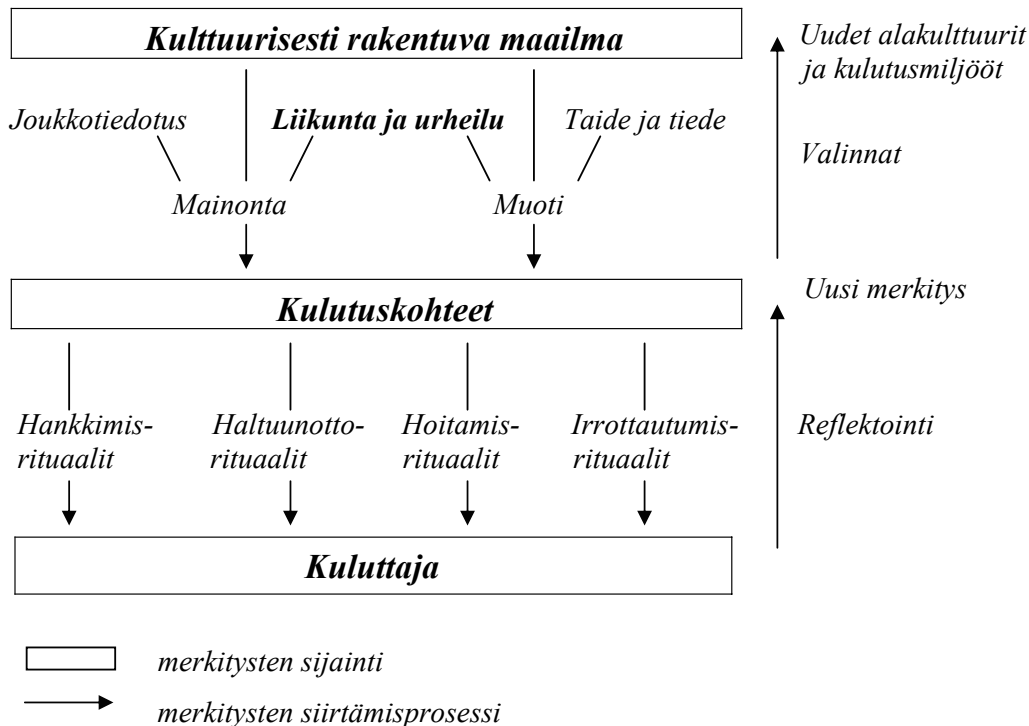 Kulttuurisesti rakentuva maailma
Uudet alakulttuurit
ja kulutusmiljööt
Joukkotiedotus
Liikunta ja urheilu
Taide ja tiede
Valinnat
Mainonta
Muoti
Kulutuskohteet
Uusi merkitys
Hankkimis-
rituaalit
Haltuunotto-
rituaalit
Hoitamis-
rituaalit
Irrottautumis-
rituaalit
Reflektointi
Kuluttaja
merkitysten sijainti
merkitysten siirtämisprosessi